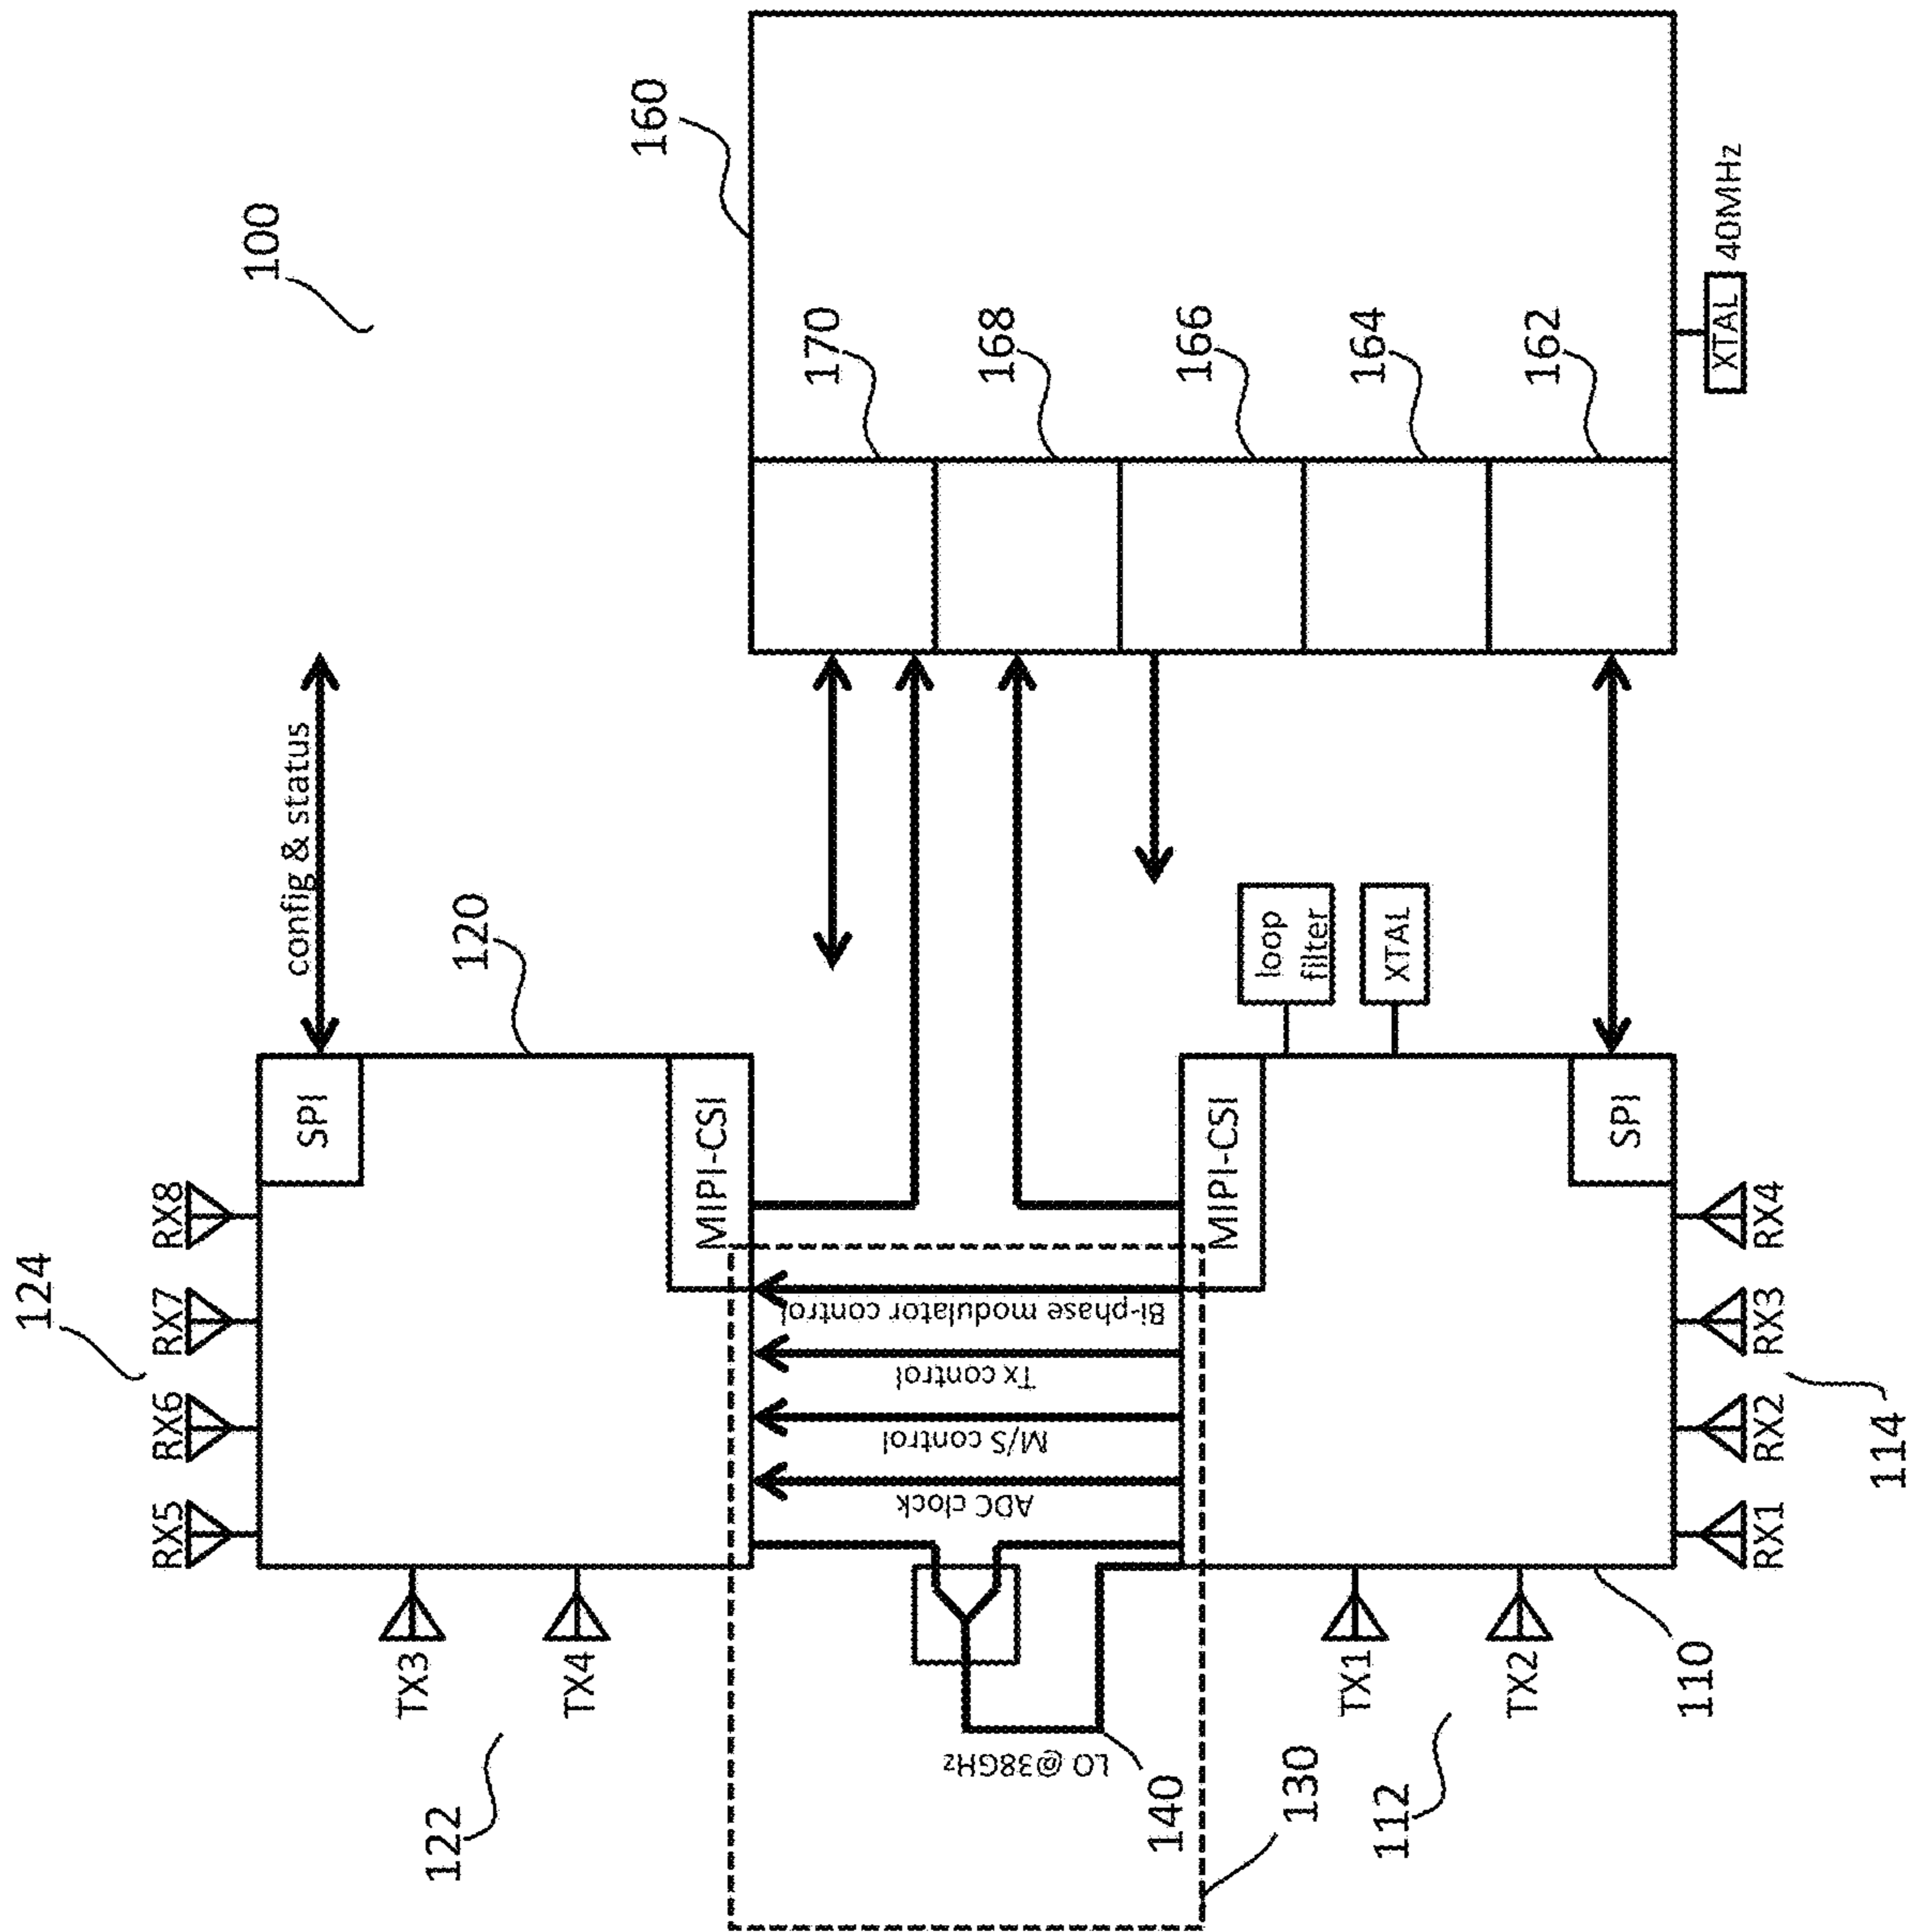 100
124
RX5
RX6
RX7
RX8
SPI
config & status
120
122
TX3
TX4
MIPI-CSI
160
170
168
166
164
162
XTAL
40MHz
LO @38GHz
ADC clock
M/S control
Tx control
Bi-phase modulator control
140
130
MIPI-CSI
loop
filter
XTAL
SPI
112
TX1
TX2
110
RX1
RX2
RX3
RX4
114